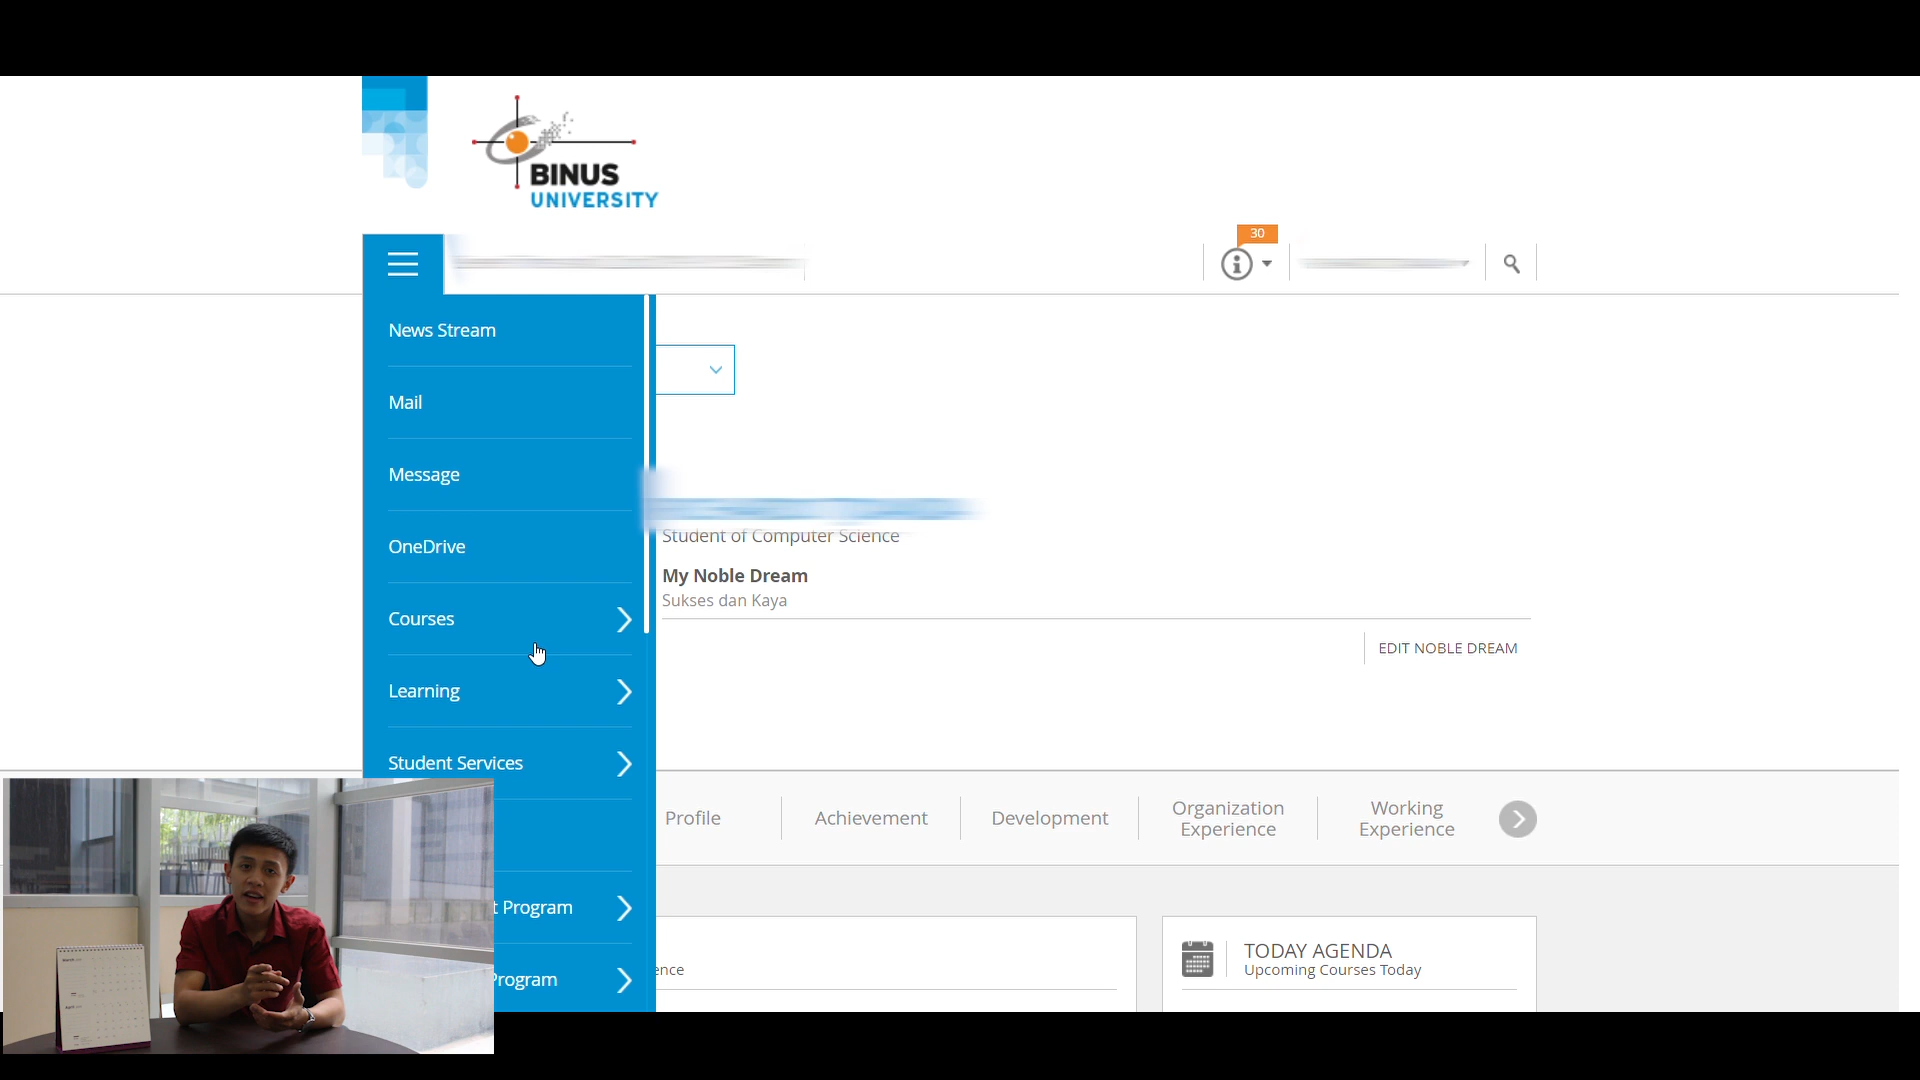 BINUS
UNIVERSITY
30
News Stream
Mail
Message
OneDrive
Courses
Learning
Student Services
t Program
Program
Student of Computer Science
My Noble Dream
Sukses dan Kaya
EDIT NOBLE DREAM
Profile
Achievement
Development
Organization
Experience
Working
Experience
ence
TODAY AGENDA
Upcoming Courses Today